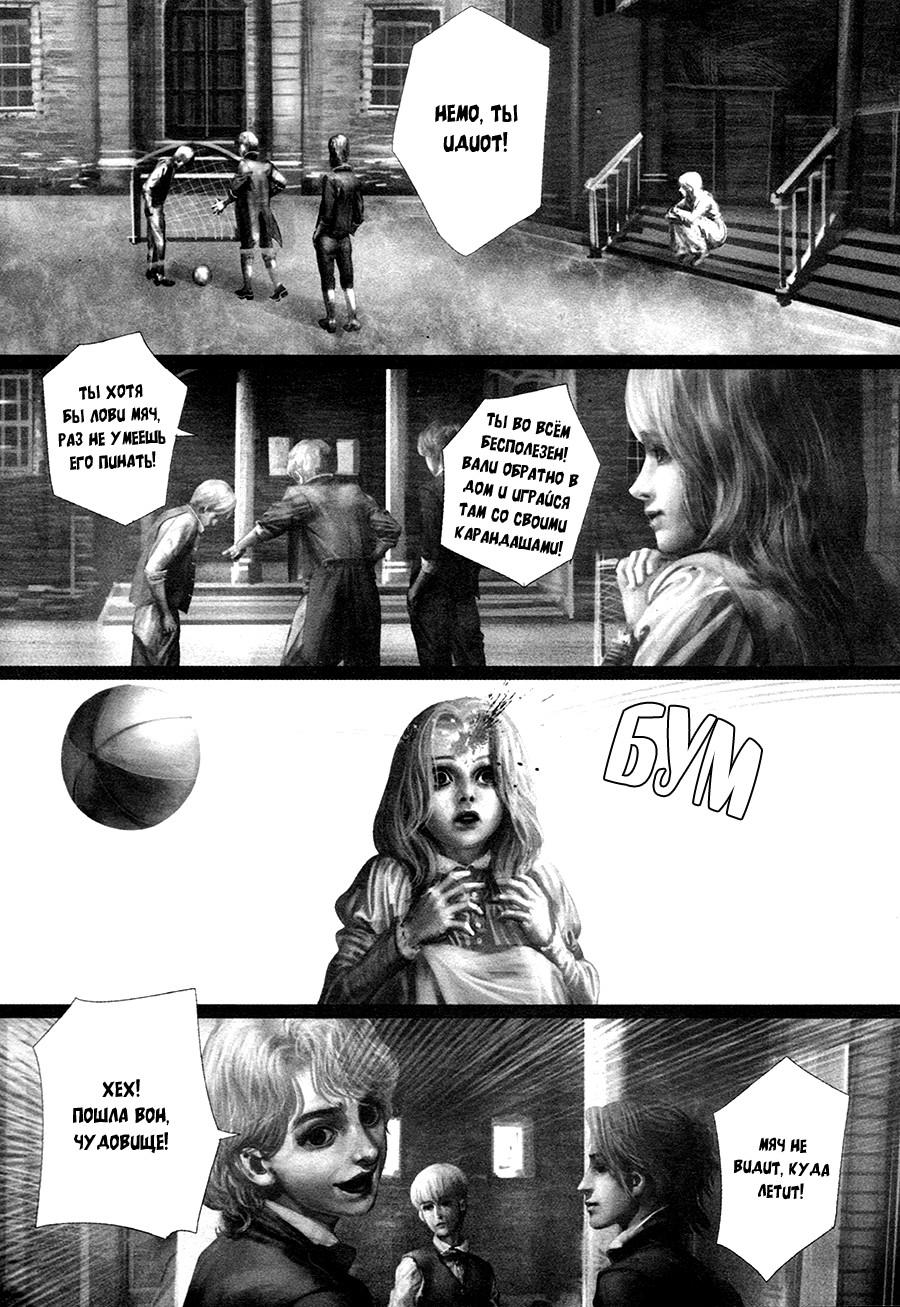 НЕМО, ТЫ
ИДИОТ!
ТЫ ХОТЯ
БЫ ЛОВИ МЯЧ,
РАЗ НЕ УМЕЕШЬ
ЕГО ПИНАТЬ!
ТЫ ВО ВСЁМ
БЕСПОЛЕЗЕН!
ВАЛИ ОБРАТНО В
ДОМ И ИГРАЙСЯ
ТАМ СО СВОИМИ
КАРАНДАШАМИ!
БУМ
ХЕХ!
ПОШЛА ВОН,
ЧУДОВИЩЕ!
МЯЧ НЕ
ВИДИТ, КУДА
ЛЕТИТ!